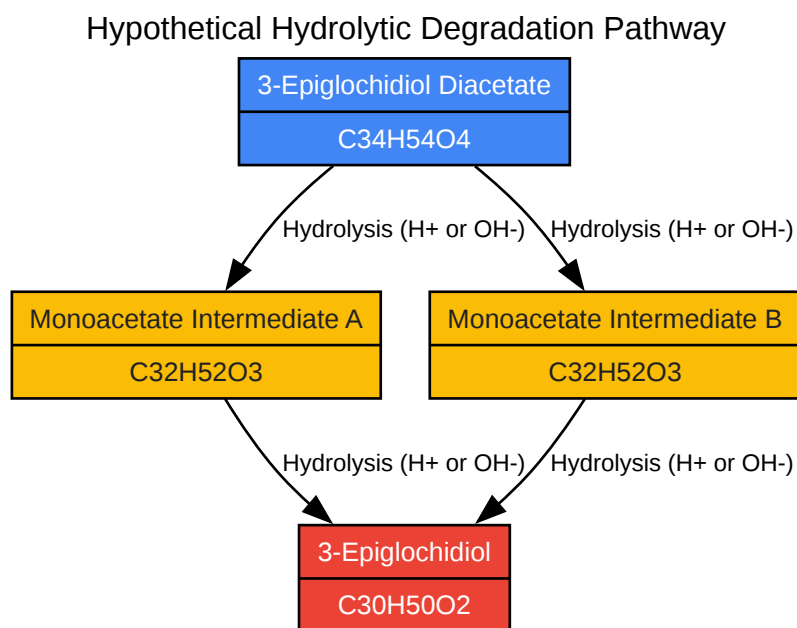 Hypothetical Hydrolytic Degradation Pathway
3-Epiglochidiol Diacetate
C34H54O4
Hydrolysis (H+ or OH-)
Hydrolysis (H+ or OH-)
Monoacetate Intermediate A
C32H52O3
Monoacetate Intermediate B
C32H52O3
Hydrolysis (H+ or OH-)
Hydrolysis (H+ or OH-)
3-Epiglochidiol
C30H50O2